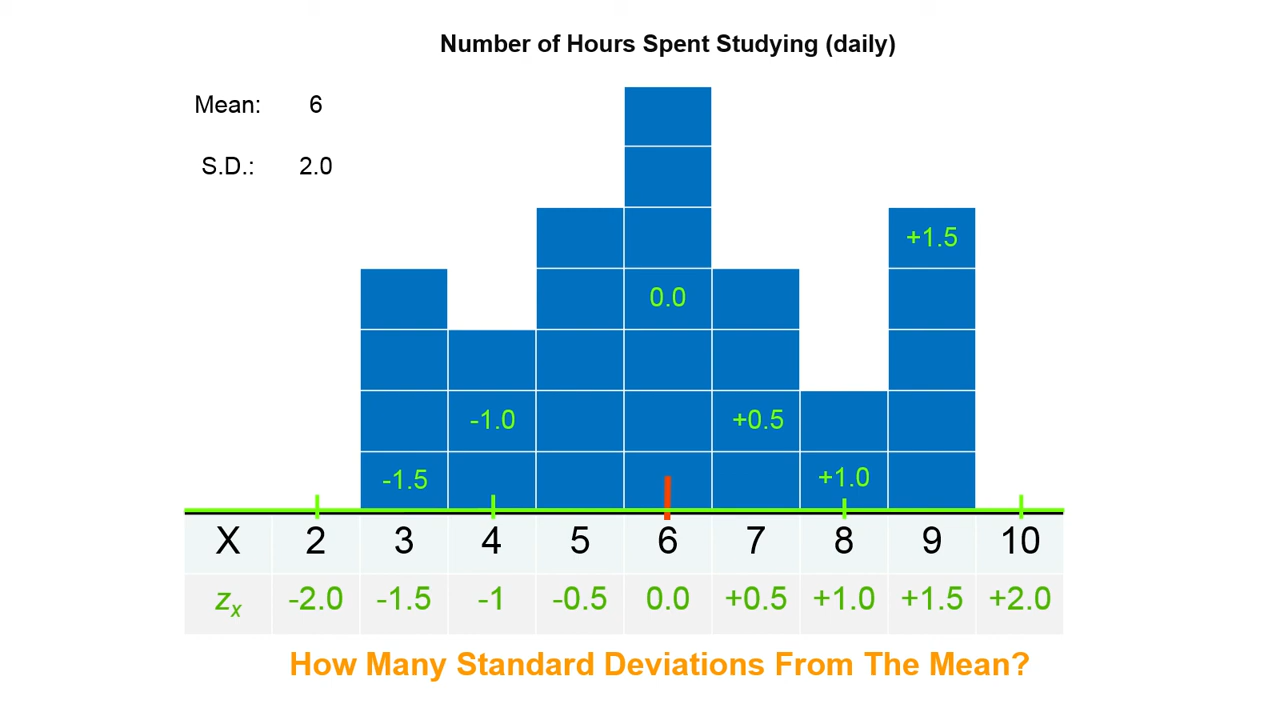 Number of Hours Spent Studying (daily)
Mean: 6
S.D.: 2.0
+1.5
0.0
-1.0
+0.5
-1.5
+1.0
X 2 3 4 5 6 7 8 9 10
zx -2.0 -1.5 -1 -0.5 0.0 +0.5 +1.0 +1.5 +2.0
How Many Standard Deviations From The Mean?